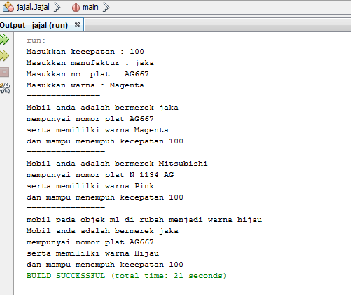 jajal.Jajal main
Output - jajal (run)
run:
Masukkan kecepatan : 100
Masukkan manufaktur : jaka
Masukkan no plat : AG667
Masukkan warna : Magenta
===============
Mobil anda adalah bermerek jaka
mempunyai nomor plat AG667
serta memiliki warna Magenta
dan mampu menempuh kecepatan 100
================
Mobil anda adalah bermerek Mitsubishi
mempunyai nomor plat N 1134 AG
serta memiliki warna Pink
dan mampu menempuh kecepatan 100
================
mobil pada objek m1 di rubah menjadi warna hijau
Mobil anda adalah bermerek jaka
mempunyai nomor plat AG667
serta memiliki warna Hijau
dan mampu menempuh kecepatan 100
BUILD SUCCESSFUL (total time: 21 seconds)